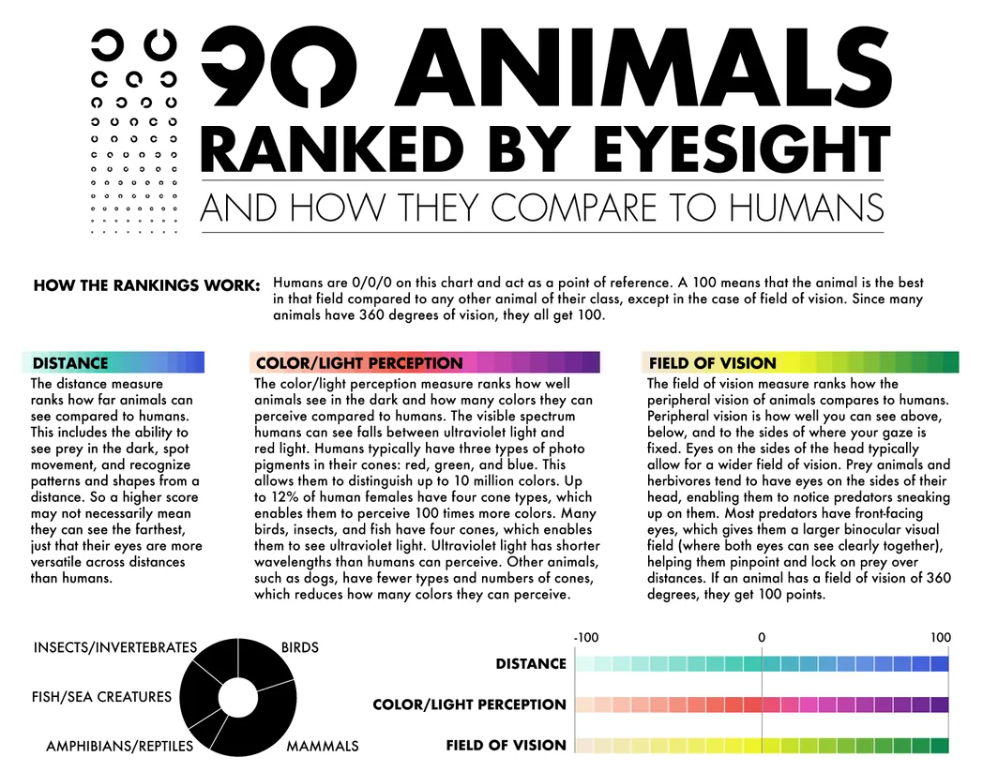 90 ANIMALS
RANKED BY EYESIGHT
AND HOW THEY COMPARE TO HUMANS
HOW THE RANKINGS WORK: Humans are 0/0/0 on this chart and act as a point of reference. A 100 means that the animal is the best
in that field compared to any other animal of their class, except in the case of field of vision. Since many
animals have 360 degrees of vision, they all get 100.
DISTANCE
The distance measure
ranks how far animals can
see compared to humans.
This includes the ability to
see prey in the dark, spot
movement, and recognize
patterns and shapes from a
distance. So a higher score
may not necessarily mean
they can see the farthest,
just that their eyes are more
versatile across distances
than humans.
COLOR/LIGHT PERCEPTION
The color/light perception measure ranks how well
animals see in the dark and how many colors they can
perceive compared to humans. The visible spectrum
humans can see falls between ultraviolet light and
red light. Humans typically have three types of photo
pigments in their cones: red, green, and blue. This
allows them to distinguish up to 10 million colors. Up
to 12% of human females have four cone types, which
enables them to perceive 100 times more colors. Many
birds, insects, and fish have four cones, which enables
them to see ultraviolet light. Ultraviolet light has shorter
wavelengths than humans can perceive. Other animals,
such as dogs, have fewer types and numbers of cones,
which reduces how many colors they can perceive.
FIELD OF VISION
The field of vision measure ranks how the
peripheral vision of animals compares to humans.
Peripheral vision is how well you can see above,
below, and to the sides of where your gaze is
fixed. Eyes on the sides of the head typically
allow for a wider field of vision. Prey animals and
herbivores tend to have eyes on the sides of their
head, enabling them to notice predators sneaking
up on them. Most predators have front-facing
eyes, which gives them a larger binocular visual
field (where both eyes can see clearly together),
helping them pinpoint and lock on prey over
distances. If an animal has a field of vision of 360
degrees, they get 100 points.
INSECTS/INVERTEBRATES
BIRDS
FISH/SEA CREATURES
AMPHIBIANS/REPTILES
MAMMALS
-100 0 100
DISTANCE
COLOR/LIGHT PERCEPTION
FIELD OF VISION